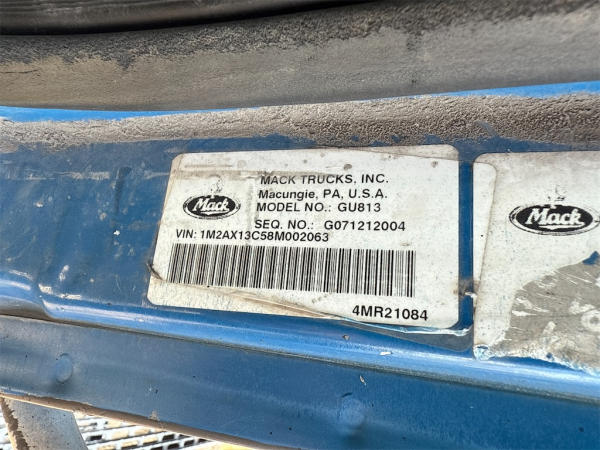 MACK TRUCKS, INC.
Macungie, PA, U.S.A.
MODEL NO.: GU813
SEQ. NO.: G071212004
Mack
VIN: 1M2AX13C58M002063
4MR21084
Mack